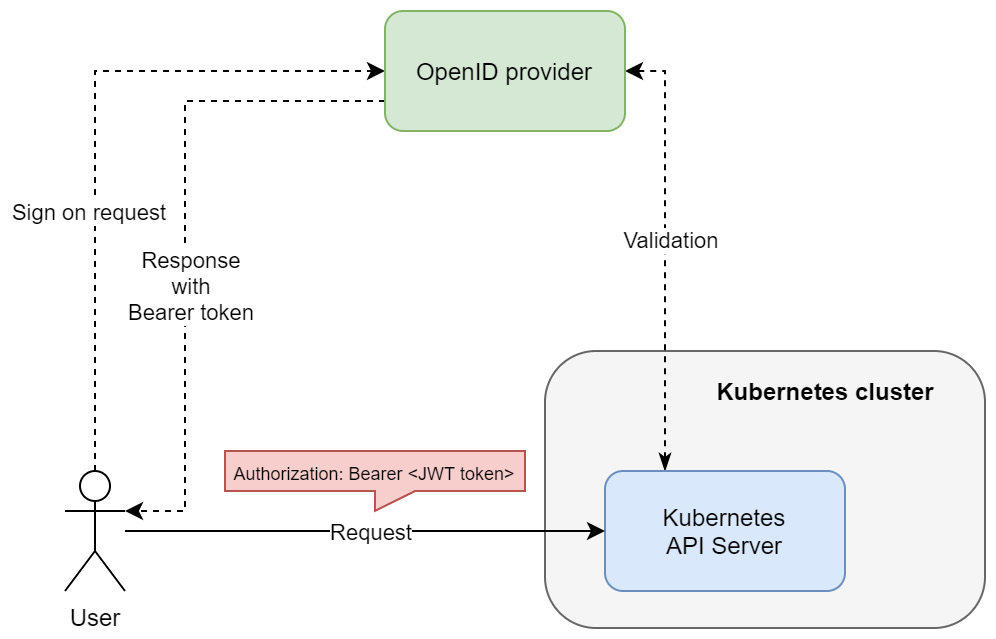 OpenID provider
Sign on request
Validation
Response
with
Bearer token
Kubernetes cluster
Authorization: Bearer <JWT token>
Kubernetes
API Server
Request
User